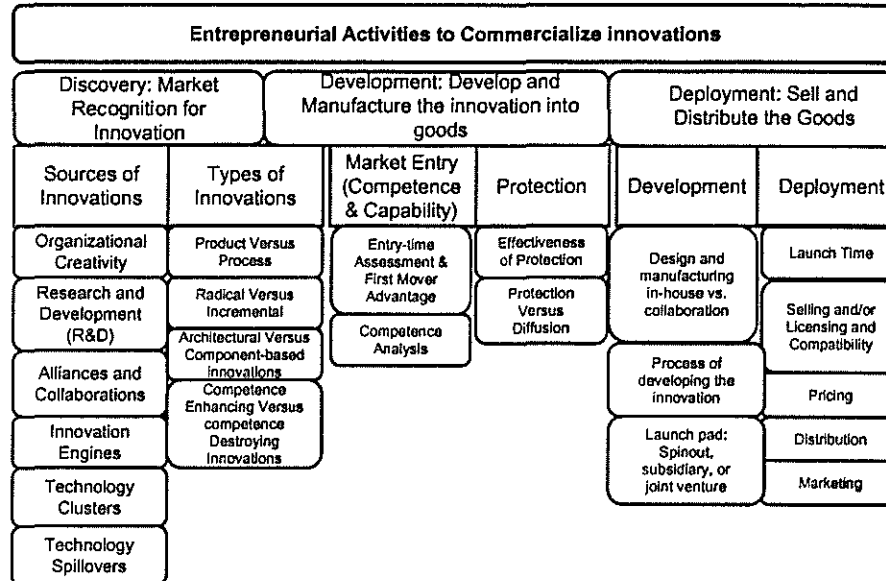 Entrepreneurial Activities to Commercialize innovations
Discovery: Market
Recognition for
Innovation
Development: Develop and
Manufacture the innovation into
goods
Deployment: Sell and
Distribute the Goods
Sources of
Innovations
Types of
Innovations
Market Entry
(Competence
& Capability)
Protection
Development
Deployment
Organizational
Creativity
Research and
Development
(R&D)
Alliances and
Collaborations
Innovation
Engines
Technology
Clusters
Technology
Spillovers
Product Versus
Process
Radical Versus
Incremental
Architectural Versus
Component-based
innovations
Competence
Enhancing Versus
competence
Destroying
Innovations
Entry-time
Assessment &
First Mover
Advantage
Competence
Analysis
Effectiveness
of Protection
Protection
Versus
Diffusion
Design and
manufacturing
in-house vs.
collaboration
Process of
developing the
innovation
Launch pad:
Spinout,
subsidiary, or
joint venture
Launch Time
Selling and/or
Licensing and
Compatibility
Pricing
Distribution
Marketing